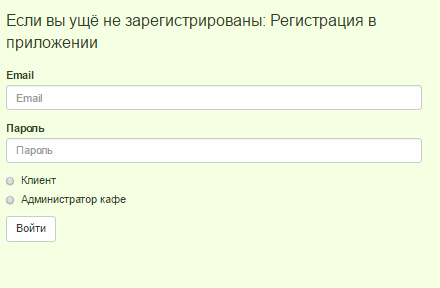 Если вы ущё не зарегистрированы: Регистрация в
приложении
Email
Email
Пароль
Пароль
Клиент
Администратор кафе
Войти